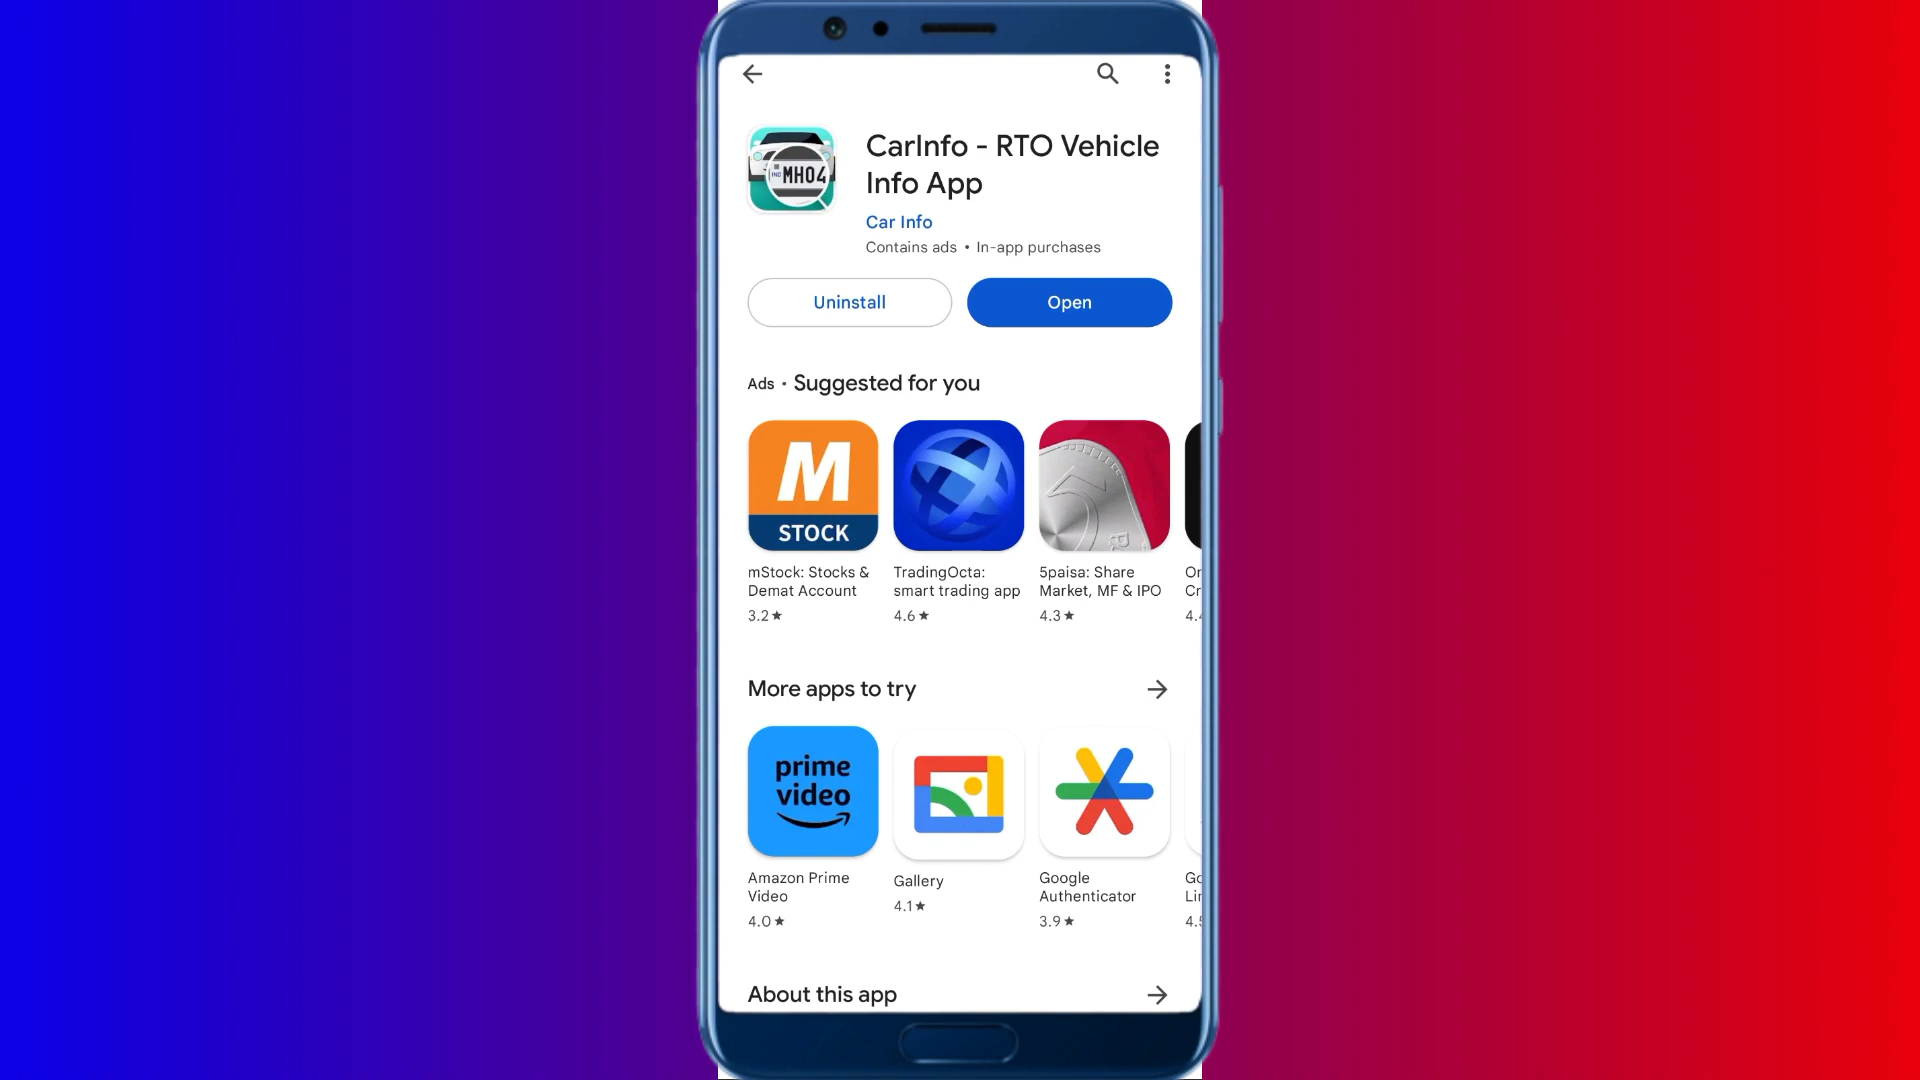 CarInfo - RTO Vehicle
Info App
Car Info
Contains ads • In-app purchases
IND MH04
Uninstall
Open
Ads • Suggested for you
M
STOCK
mStock: Stocks &
Demat Account
3.2★
TradingOcta:
smart trading app
4.6★
5paisa: Share
Market, MF & IPO
4.3★
More apps to try
prime
video
Amazon Prime
Video
4.0★
Gallery
4.1★
Google
Authenticator
3.9★
About this app